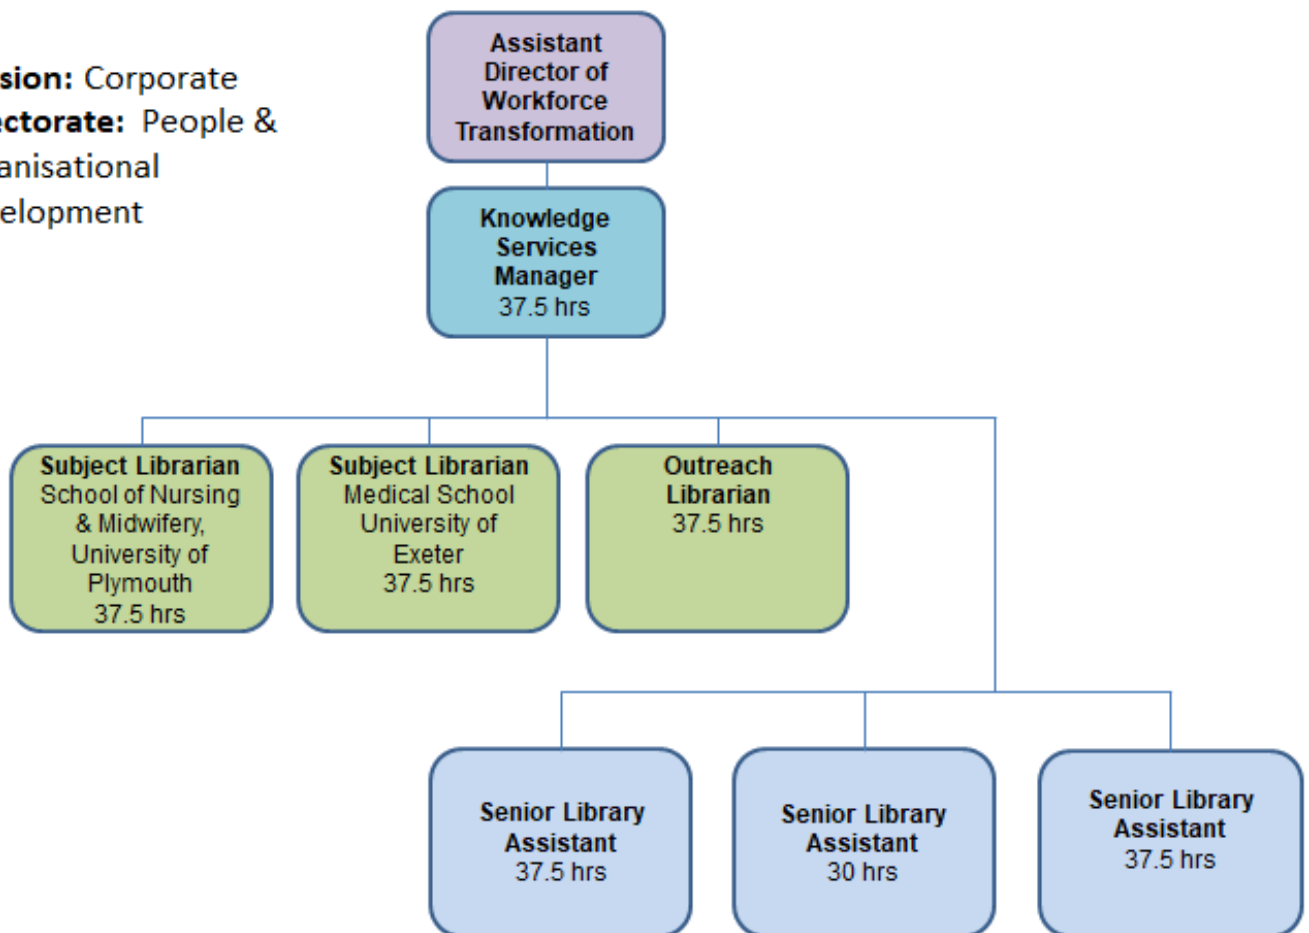 sion: Corporate
ectorate: People &
anisational
elopment
Assistant
Director of
Workforce
Transformation
Knowledge
Services
Manager
37.5 hrs
Subject Librarian
School of Nursing
& Midwifery,
University of
Plymouth
37.5 hrs
Subject Librarian
Medical School
University of
Exeter
37.5 hrs
Outreach
Librarian
37.5 hrs
Senior Library
Assistant
37.5 hrs
Senior Library
Assistant
30 hrs
Senior Library
Assistant
37.5 hrs